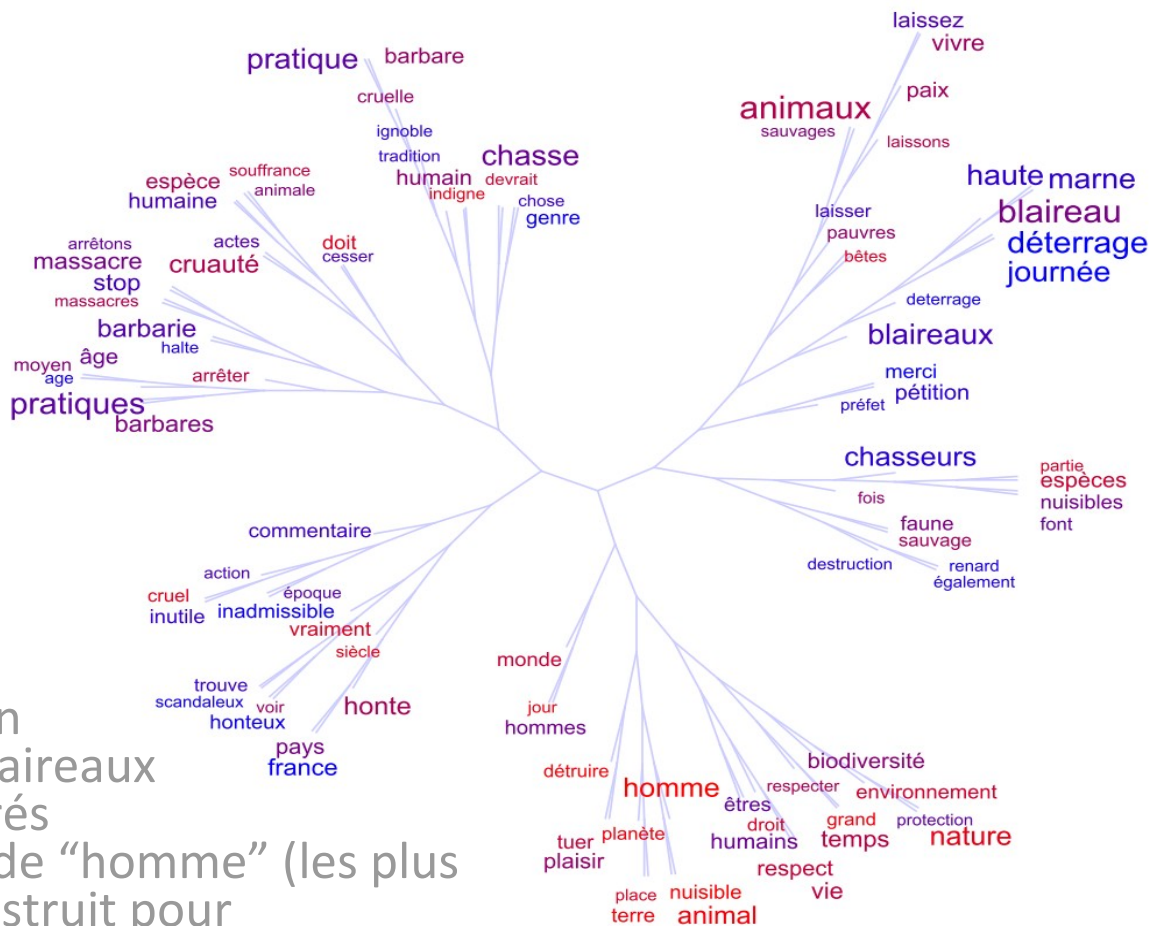 laissez
vivre
pratique barbare
paix
cruelle
animaux
sauvages
ignoble
laissons
tradition
chasse
souffrance
humain devrait
haute marne
espèce
animale
indigne
humaine
chose
genre
blaireau
laisser
pauvres
arrêtons
actes
doit
déterrage
massacre
cruauté
cesser
bêtes
journée
stop
massacres
deterrage
barbarie
blaireaux
halte
âge
moyen
age
arrêter
merci
pétition
pratiques
préfet
barbares
chasseurs
partie
espèces
fois
nuisibles
commentaire
faune
font
sauvage
action
destruction
renard
également
cruel
époque
inutile
inadmissible
vraiment
siècle
monde
trouve
scandaleux
voir
honte
jour
honteux
hommes
pays
france
biodiversité
détruire
homme
respecter
environnement
êtres
droit
grand
protection
tuer
planète
humains
temps
nature
plaisir
respect
vie
place
nuisible
terre
animal
n
aireaux
rés
de “homme” (les plus
struit pour